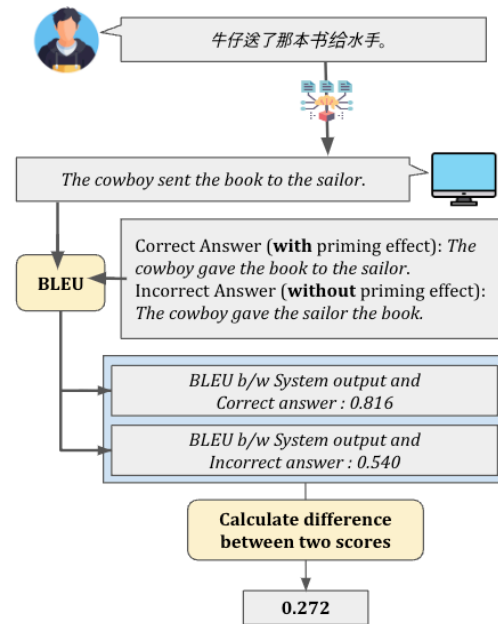 牛仔送了那本书给水手。
The cowboy sent the book to the sailor.
Correct Answer (with priming effect): The
cowboy gave the book to the sailor.
Incorrect Answer (without priming effect):
The cowboy gave the sailor the book.
BLEU
BLEU b/w System output and
Correct answer : 0.816
BLEU b/w System output and
Incorrect answer : 0.540
Calculate difference
between two scores
0.272